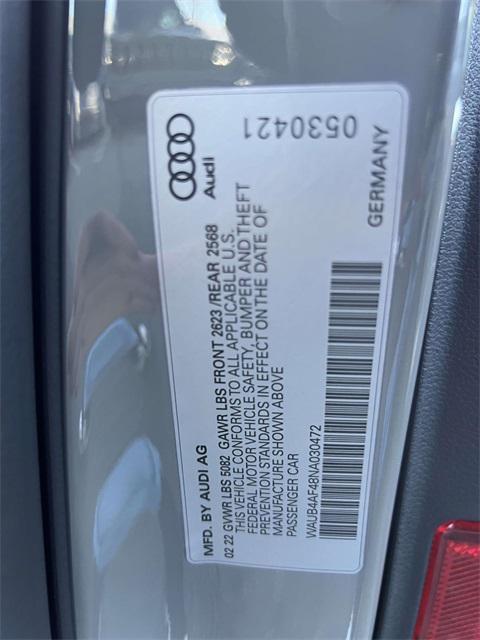 MFD. BY AUDI AG
Audi
02 22 GVWR LBS 5082 GAWR LBS FRONT 2623 /REAR 2568
THIS VEHICLE CONFORMS TO ALL APPLICABLE U.S.
FEDERAL MOTOR VEHICLE SAFETY, BUMPER AND THEFT
PREVENTION STANDARDS IN EFFECT ON THE DATE OF
MANUFACTURE SHOWN ABOVE
PASSENGER CAR
WAUB4AF48NA030472
GERMANY
0530421